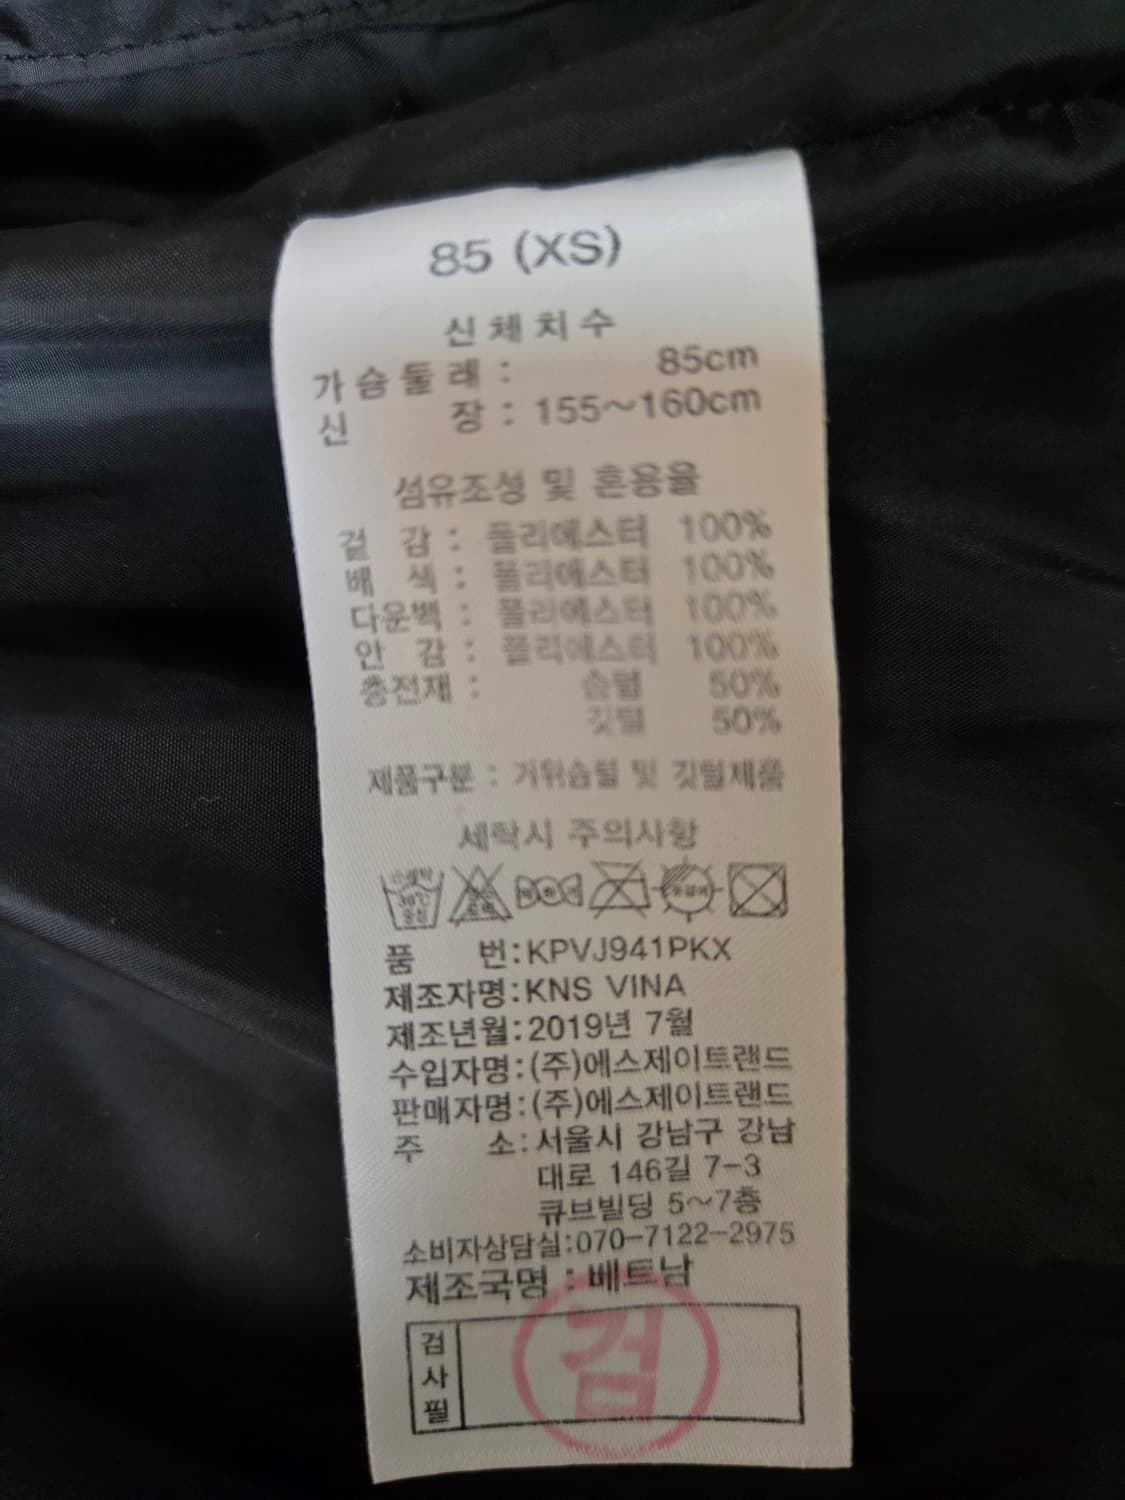 85 (XS)
신체치수
가슴둘레 : 85cm
신 장 : 155~160cm
섬유조성 및 혼용율
겉 감 : 폴리에스터 100%
배 색 : 폴리에스터 100%
다운백 : 폴리에스터 100%
안 감 : 폴리에스터 100%
충전재 : 솜털 50%
깃털 50%
제품구분 : 거위솜털 및 깃털제품
세탁시 주의사항
품 번:KPVJ941PKX
제조자명:KNS VINA
제조년월:2019년 7월
수입자명:(주)에스제이트랜드
판매자명:(주)에스제이트랜드
주 소:서울시 강남구 강남
대로 146길 7-3
큐브빌딩 5~7층
소비자상담실:070-7122-2975
제조국명 : 베트남
검사필
검